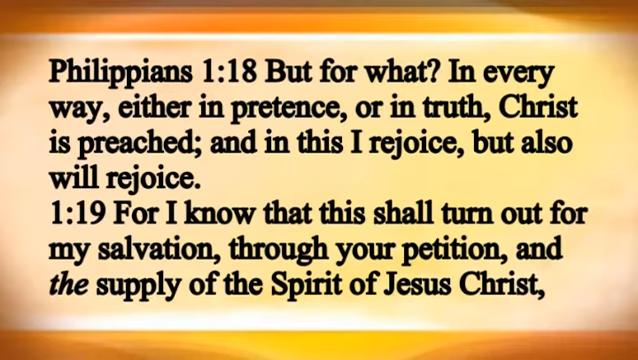 Philippians 1:18 But for what? In every
way, either in pretence, or in truth, Christ
is preached; and in this I rejoice, but also
will rejoice.
1:19 For I know that this shall turn out for
my salvation, through your petition, and
the supply of the Spirit of Jesus Christ,